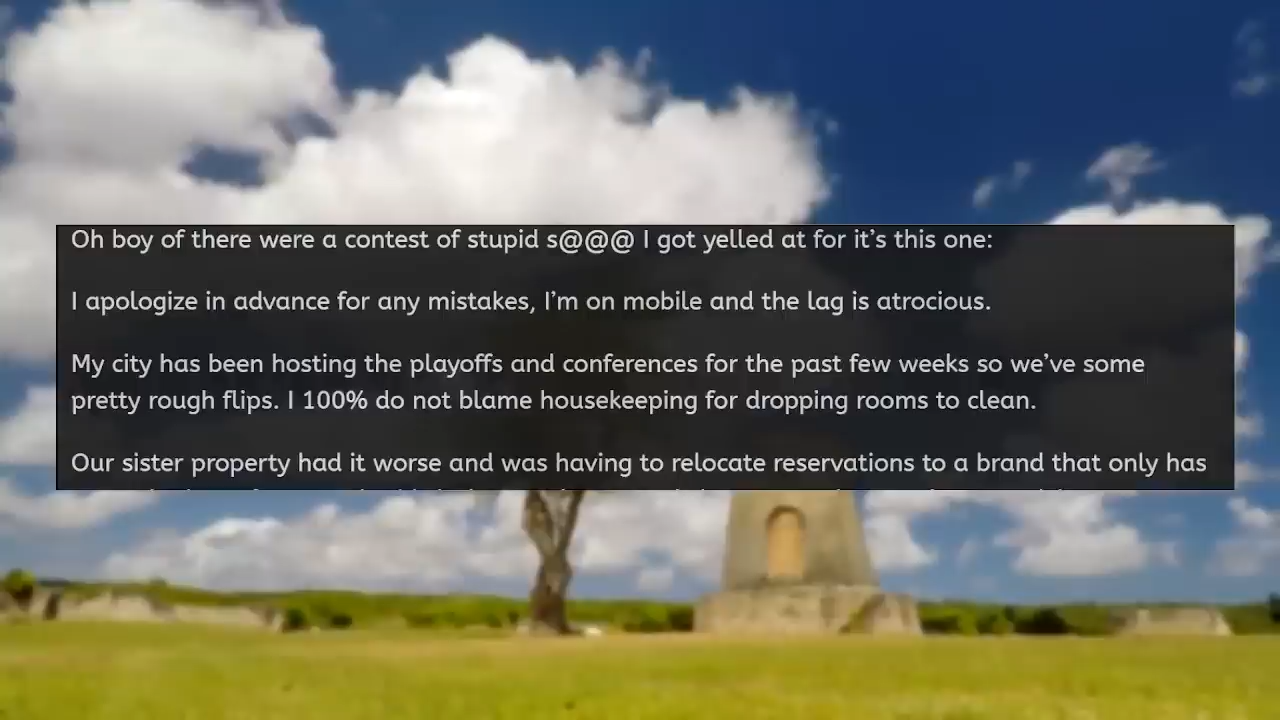 Oh boy of there were a contest of stupid s@@@ I got yelled at for it’s this one:
I apologize in advance for any mistakes, I’m on mobile and the lag is atrocious.
My city has been hosting the playoffs and conferences for the past few weeks so we’ve some
pretty rough flips. I 100% do not blame housekeeping for dropping rooms to clean.
Our sister property had it worse and was having to relocate reservations to a brand that only has